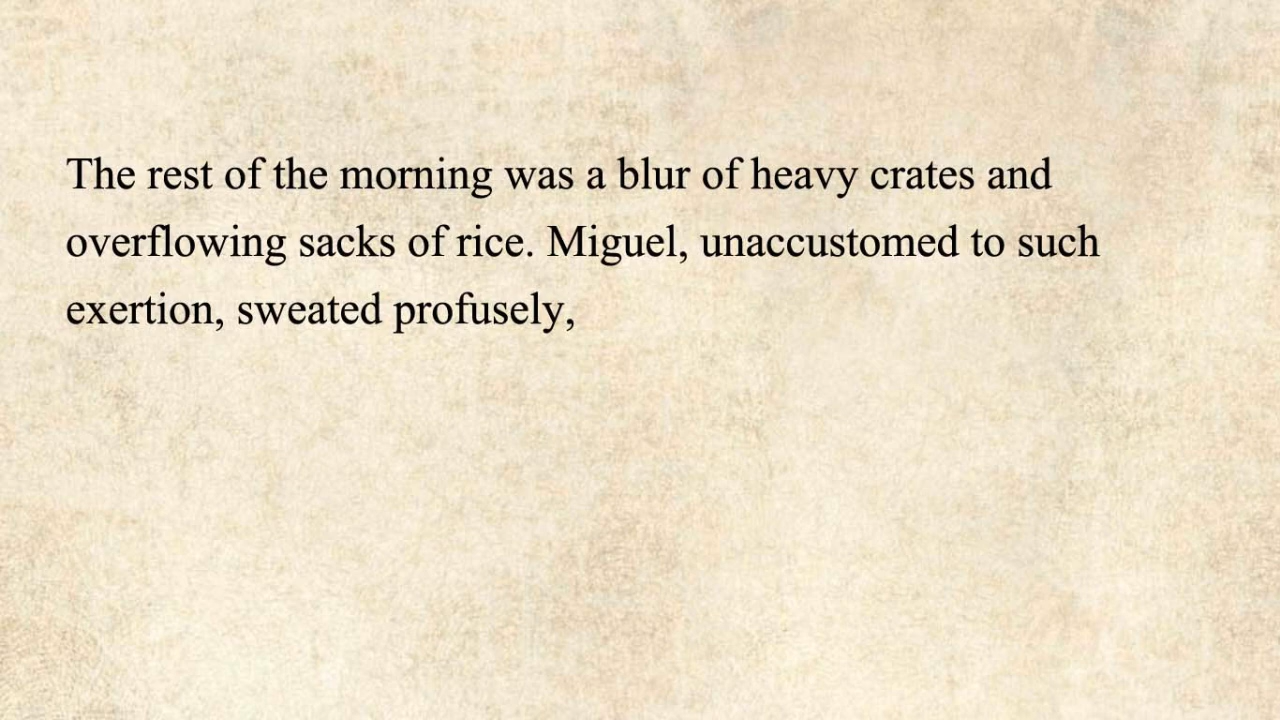 The rest of the morning was a blur of heavy crates and
overflowing sacks of rice. Miguel, unaccustomed to such
exertion, sweated profusely,